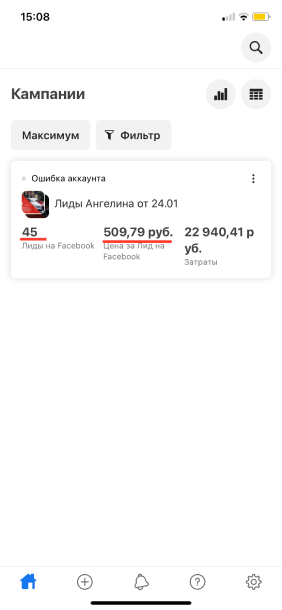 15:08
Кампании
Максимум
Фильтр
Ошибка аккаунта
Лиды Ангелина от 24.01
45
Лиды на Facebook
509,79 руб.
Цена за Лид на
Facebook
22 940,41 р
уб.
Затраты